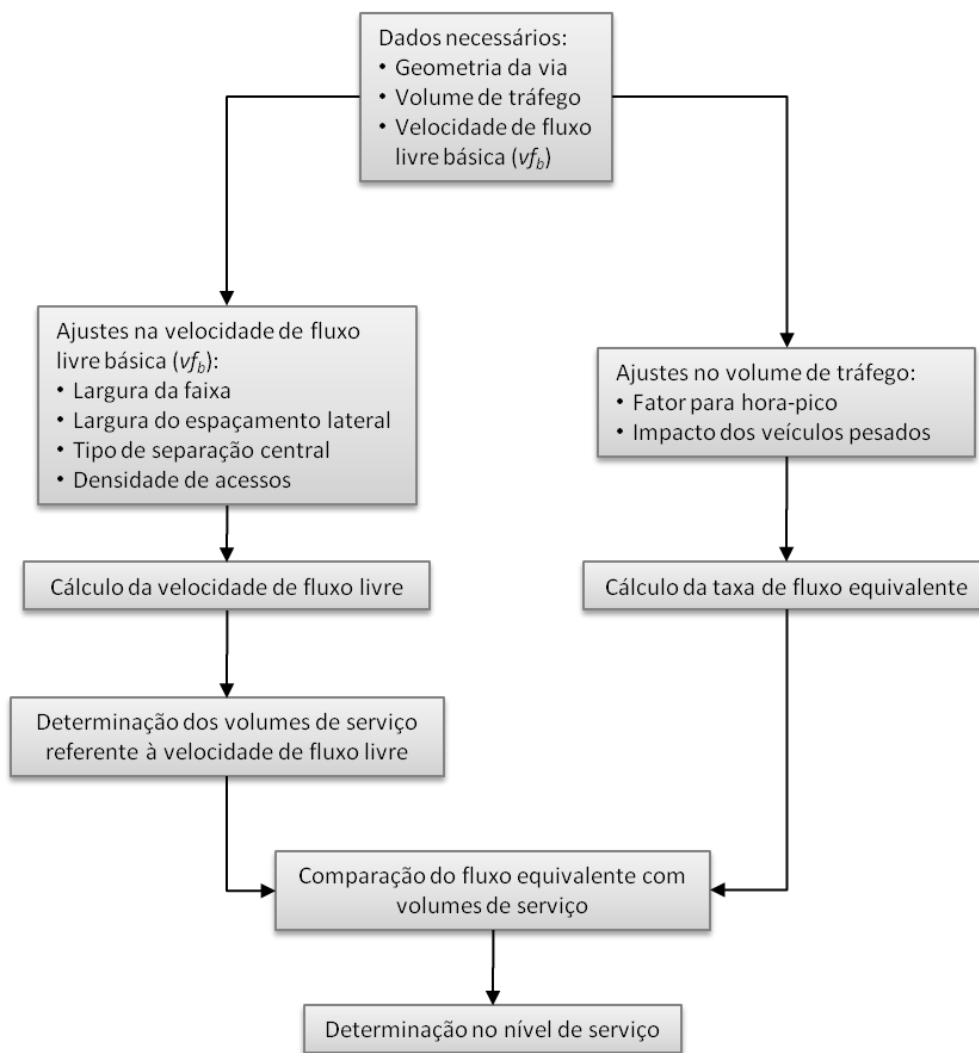 Dados necessários:
• Geometria da via
• Volume de tráfego
• Velocidade de fluxo
livre básica (vfb)
Ajustes na velocidade de fluxo
livre básica (vfb):
• Largura da faixa
• Largura do espaçamento lateral
• Tipo de separação central
• Densidade de acessos
Ajustes no volume de tráfego:
• Fator para hora-pico
• Impacto dos veículos pesados
Cálculo da velocidade de fluxo livre
Cálculo da taxa de fluxo equivalente
Determinação dos volumes de serviço
referente à velocidade de fluxo livre
Comparação do fluxo equivalente com
volumes de serviço
Determinação no nível de serviço